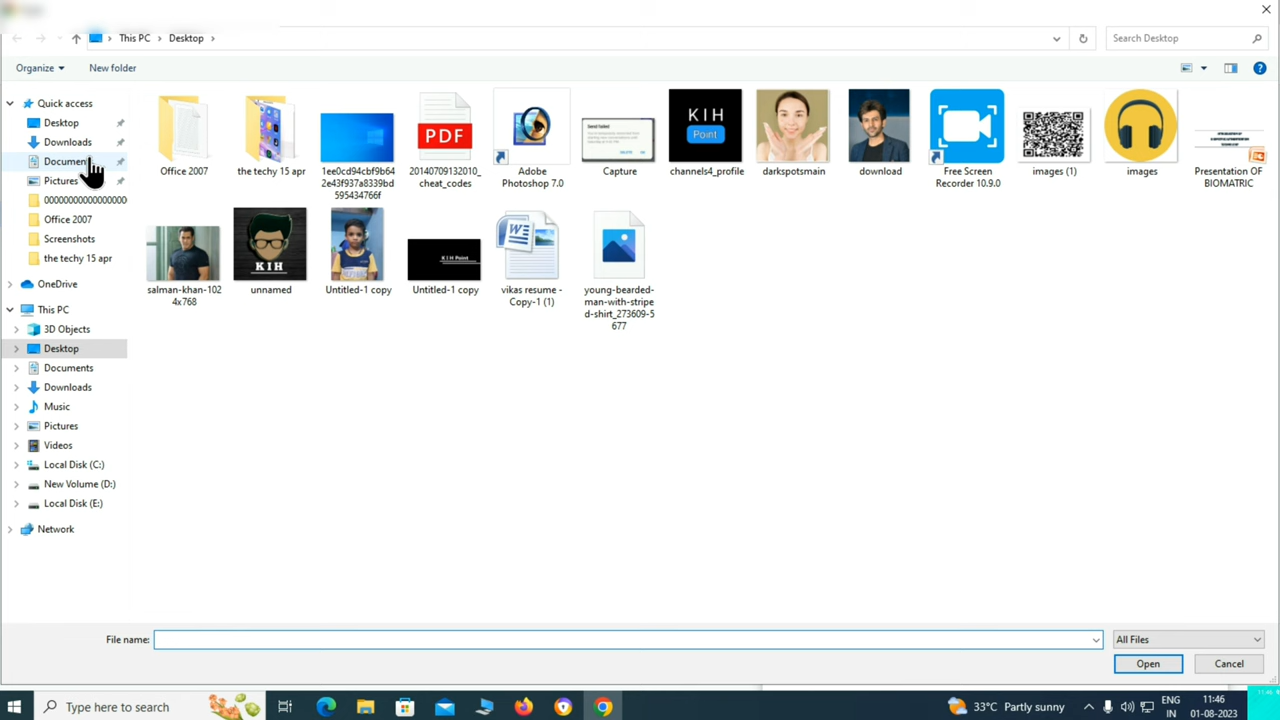 This PC > Desktop >
Search Desktop
Organize
New folder
Quick access
Desktop
Downloads
Documen
Pictures
0000000000000000
Office 2007
Screenshots
the techy 15 apr
OneDrive
This PC
3D Objects
Desktop
Documents
Downloads
Music
Pictures
Videos
Local Disk (C:)
New Volume (D:)
Local Disk (E:)
Network
Office 2007
the techy 15 apr
1ee0cd94cbf9b64
2e43f937a8339bd
595434766f
PDF
20140709132010_
cheat_codes
Adobe
Photoshop 7.0
Capture
KIH
Point
channels4_profile
darkspotsmain
download
Free Screen
Recorder 10.9.0
images (1)
images
Presentation OF
BIOMATRIC
salman-khan-102
4x768
KIH
unnamed
Untitled-1 copy
K I H Point
Untitled-1 copy
W
vikas resume -
Copy-1 (1)
young-bearded-
man-with-stripe
d-shirt_273609-5
677
File name:
All Files
Open
Cancel
Type here to search
33°C Partly sunny
ENG
IN
11:46
01-08-2023